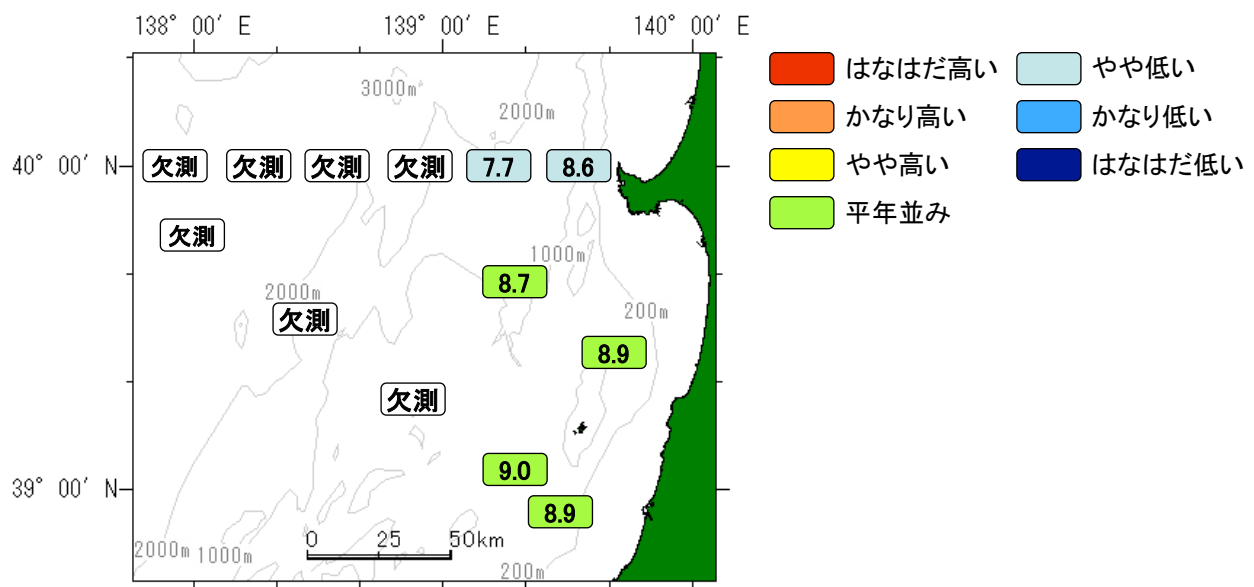 138° 00′ E 139° 00′ E 140° 00′ E
はなはだ高い やや低い
3000m
かなり高い かなり低い
2000m
40° 00′ N 欠測 欠測 欠測 欠測 7.7 8.6
やや高い はなはだ低い
平年並み
欠測
1000m
8.7
2000m
200m
欠測
8.9
欠測
9.0
39° 00′ N
8.9
0 25 50km
2000m 1000m
200m